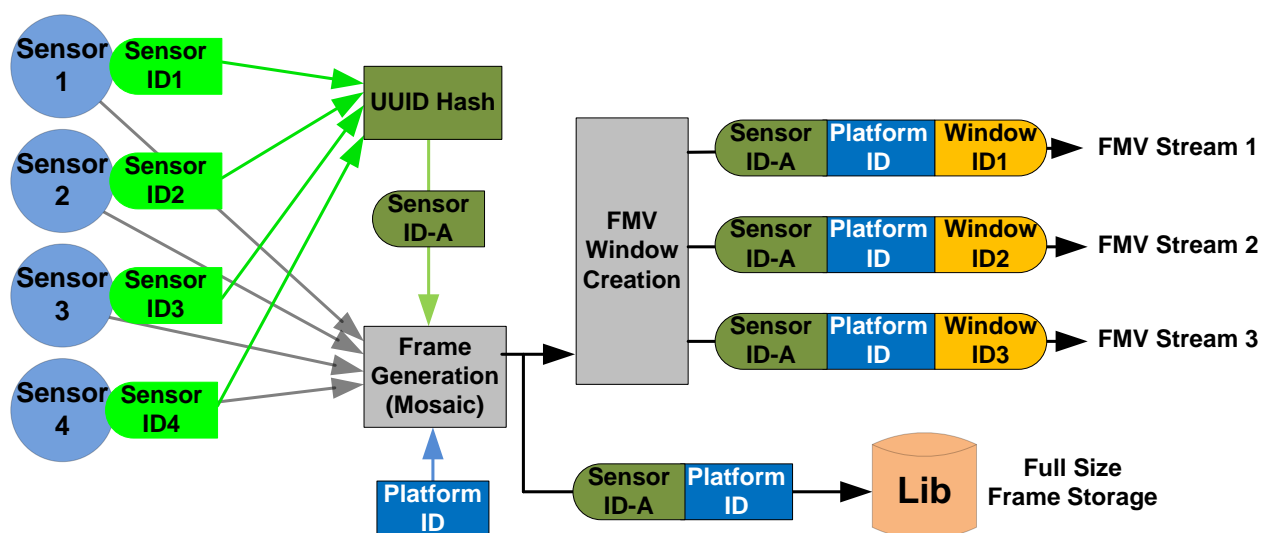 Sensor
1
Sensor
ID1
Sensor
2
Sensor
ID2
Sensor
3
Sensor
ID3
Sensor
4
Sensor
ID4
UUID Hash
Sensor
ID-A
Frame
Generation
(Mosaic)
Platform
ID
FMV
Window
Creation
Sensor
ID-A
Platform
ID
Window
ID1
FMV Stream 1
Sensor
ID-A
Platform
ID
Window
ID2
FMV Stream 2
Sensor
ID-A
Platform
ID
Window
ID3
FMV Stream 3
Sensor
ID-A
Platform
ID
Lib
Full Size
Frame Storage